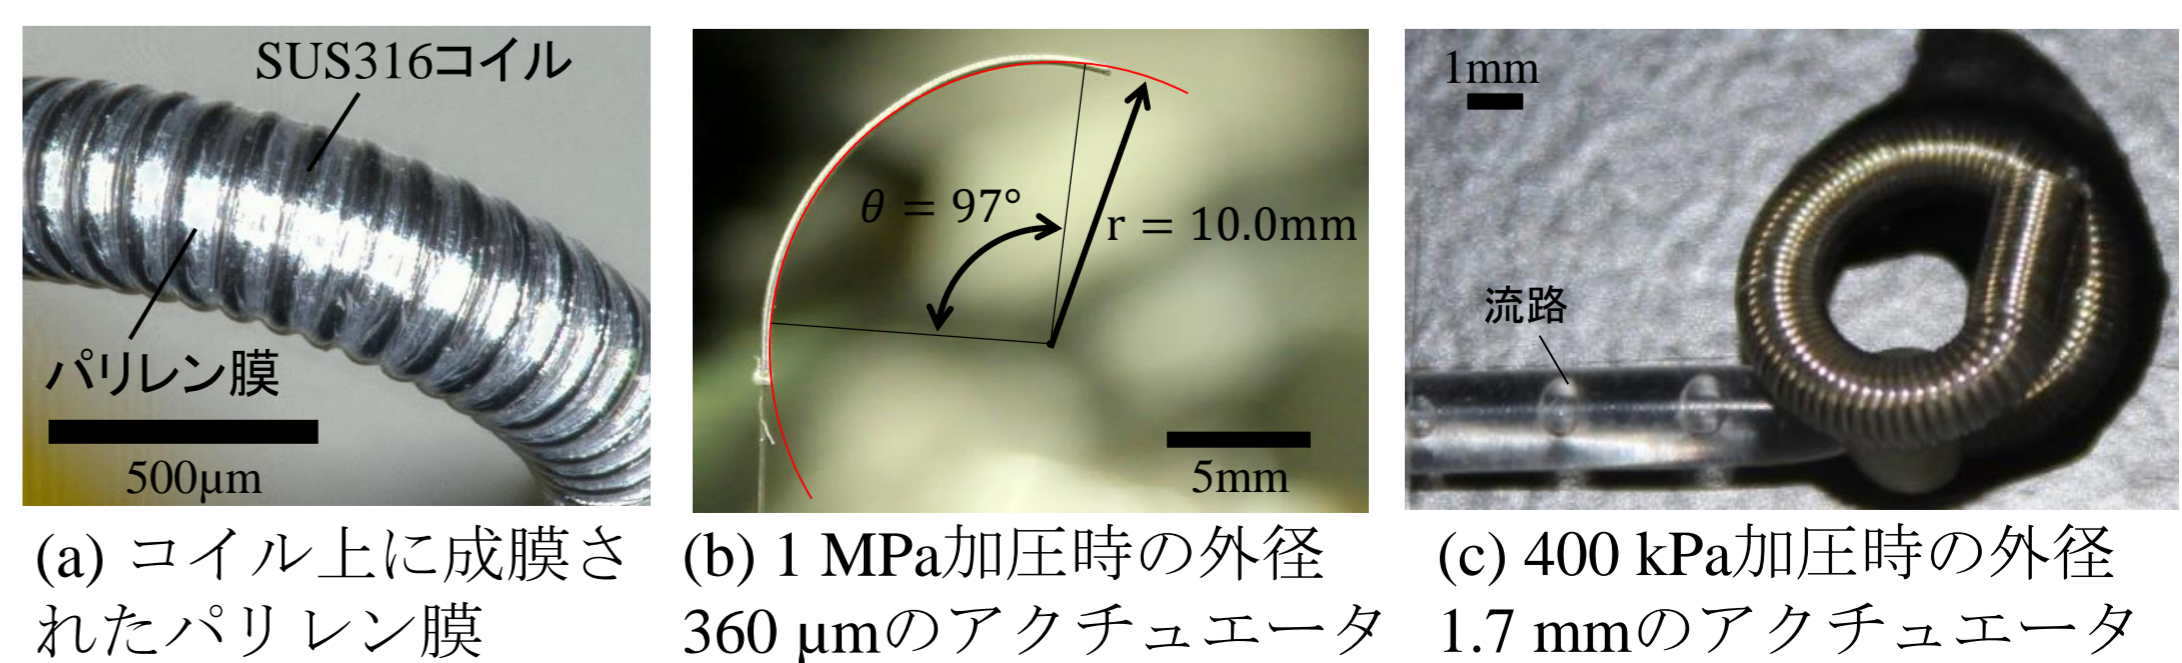 SUS316コイル
パリレン膜
500μm
(a) コイル上に成膜さ
れたパリレン膜
θ = 97°
r = 10.0mm
5mm
(b) 1 MPa加圧時の外径
360 μmのアクチュエータ
1mm
流路
(c) 400 kPa加圧時の外径
1.7 mmのアクチュエータ